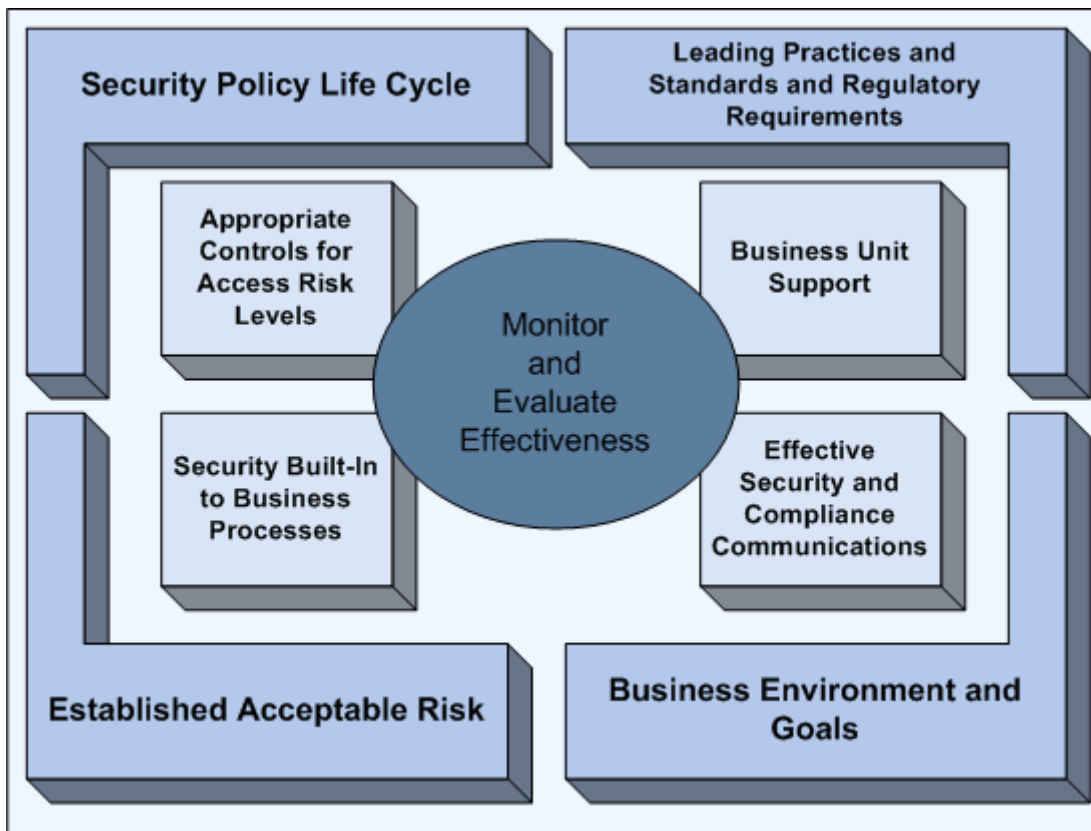 Security Policy Life Cycle
Leading Practices and
Standards and Regulatory
Requirements
Appropriate
Controls for
Access Risk
Levels
Business Unit
Support
Monitor
and
Evaluate
Effectiveness
Security Built-In
to Business
Processes
Effective
Security and
Compliance
Communications
Established Acceptable Risk
Business Environment and
Goals